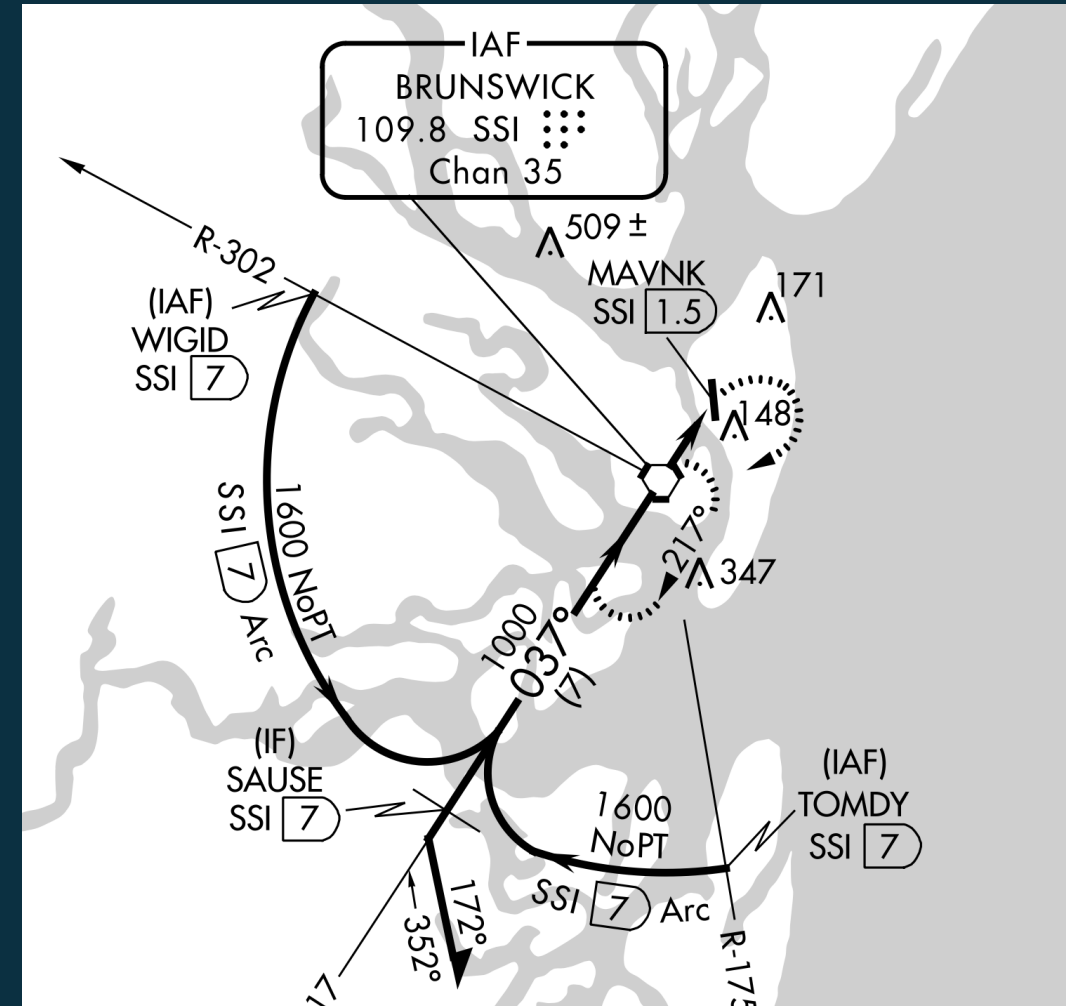 IAF
BRUNSWICK
109.8 SSI
Chan 35
509 ±
R-302
MAVNK
SSI 1.5
171
(IAF)
WIGID
SSI 7
148
SSI 7 Arc
1600 NoPT
217°
347
1000
037°
(7)
(IF)
SAUSE
SSI 7
(IAF)
TOMDY
SSI 7
1600
NoPT
SSI 7 Arc
172°
352°
R-175
17